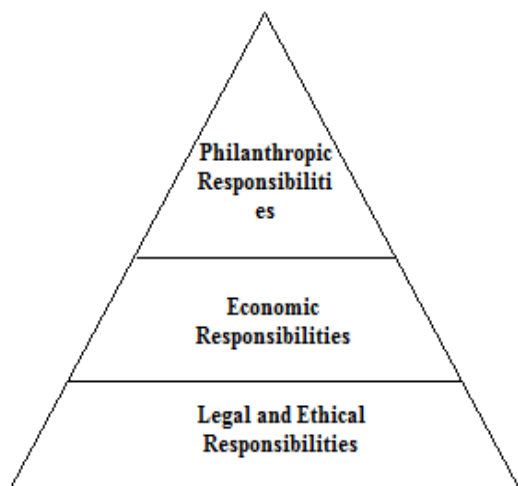 Philanthropic
Responsibiliti
es
Economic
Responsibilities
Legal and Ethical
Responsibilities